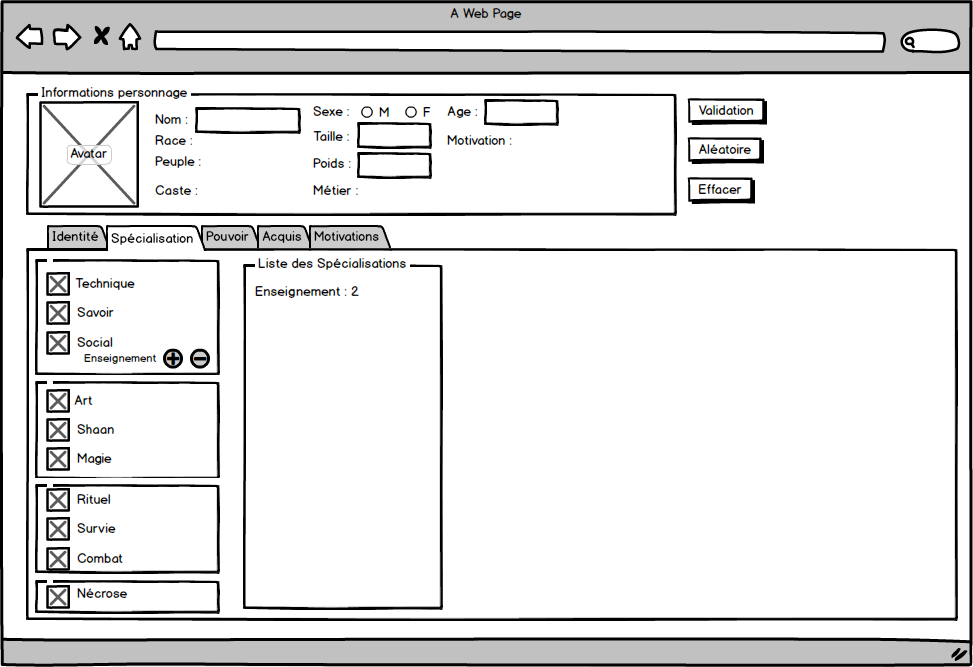 A Web Page
Informations personnage
Avatar
Nom :
Race :
Peuple :
Caste :
Sexe : M F
Taille :
Poids :
Métier :
Age :
Motivation :
Validation
Aléatoire
Effacer
Identité Spécialisation Pouvoir Acquis Motivations
Technique
Savoir
Social
Enseignement
Art
Shaan
Magie
Rituel
Survie
Combat
Nécrose
Liste des Spécialisations
Enseignement : 2